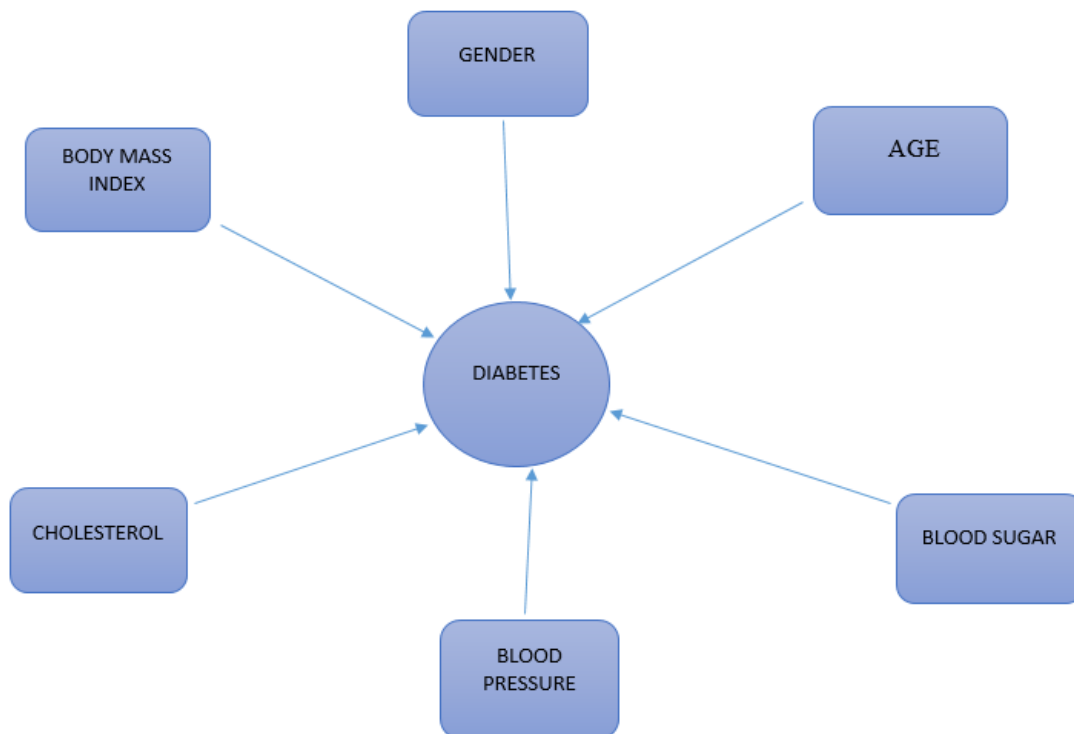 GENDER
AGE
BODY MASS
INDEX
DIABETES
CHOLESTEROL
BLOOD SUGAR
BLOOD
PRESSURE